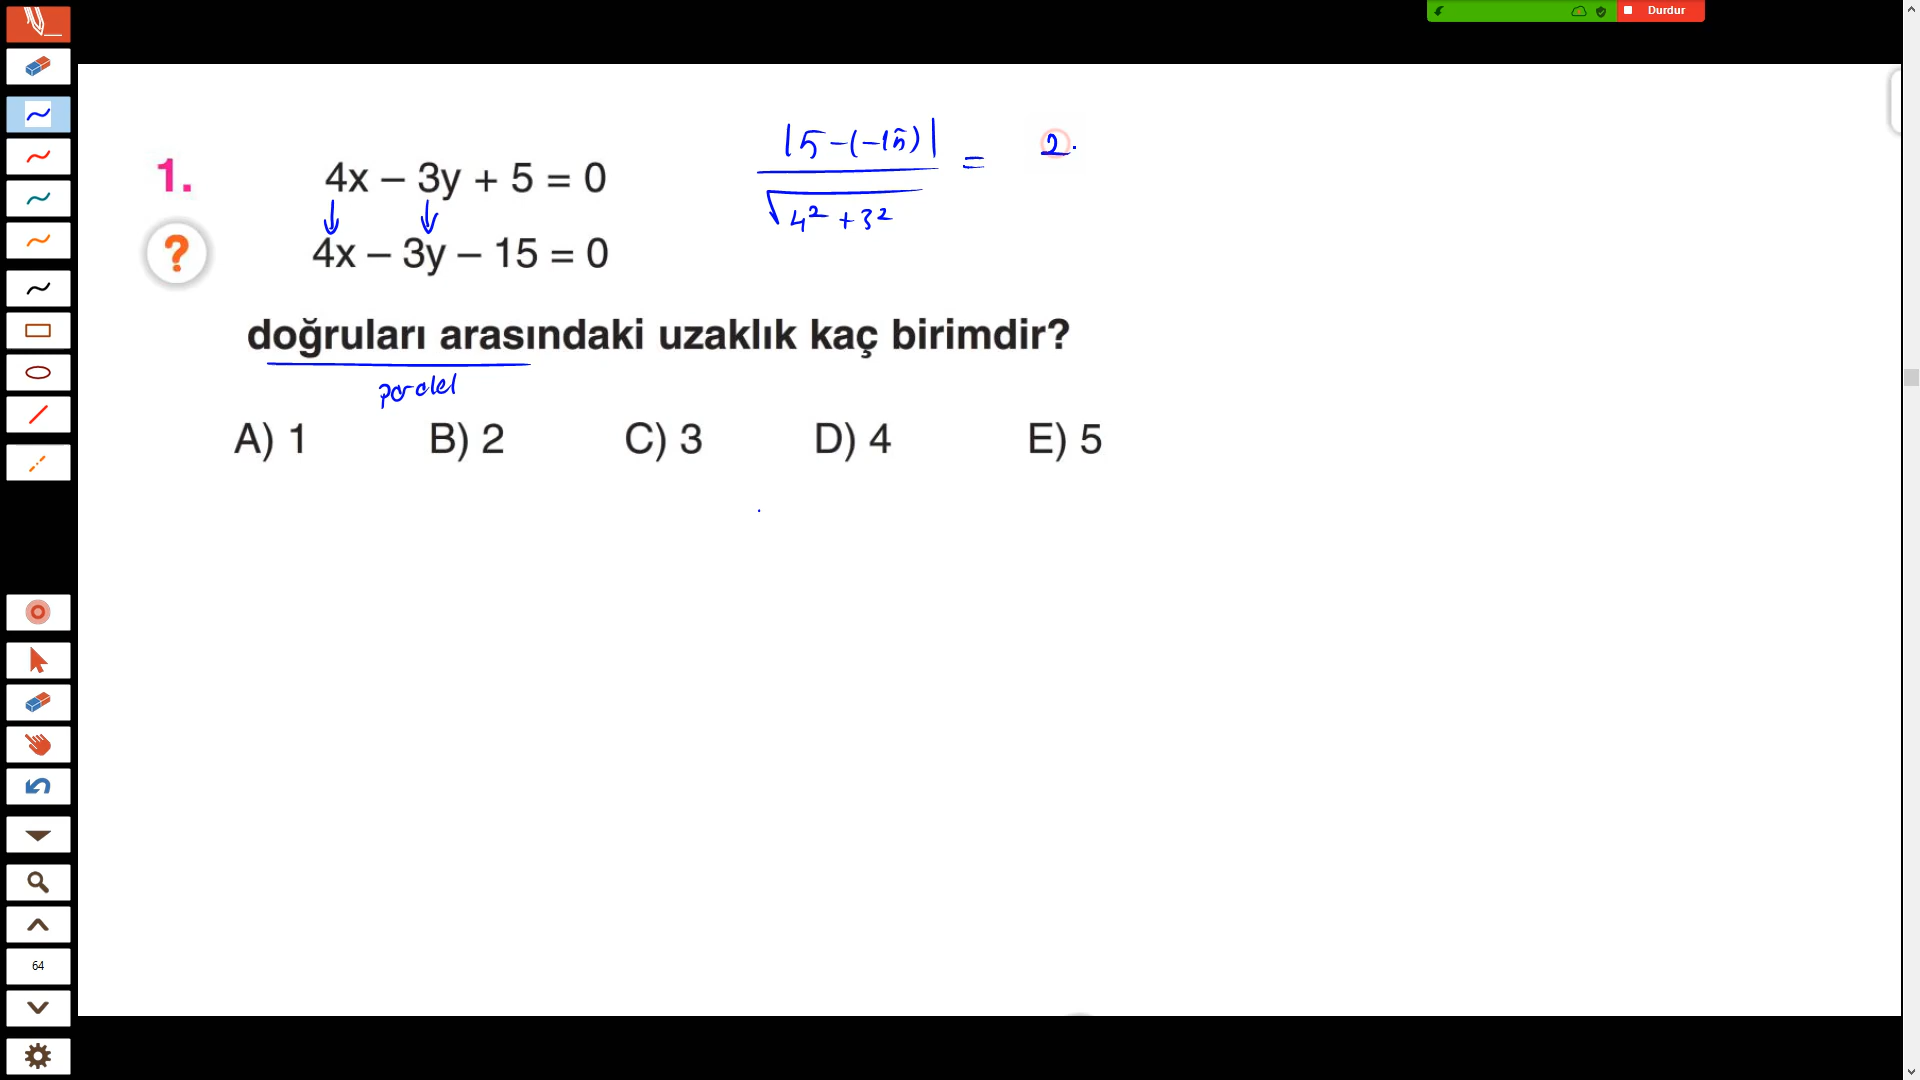 Durdur
1.
4x – 3y + 5 = 0
|5-(-15)|
=
2
√4² + 3²
?
4x – 3y – 15 = 0
doğruları arasındaki uzaklık kaç birimdir?
paralel
A) 1 B) 2 C) 3 D) 4 E) 5
64